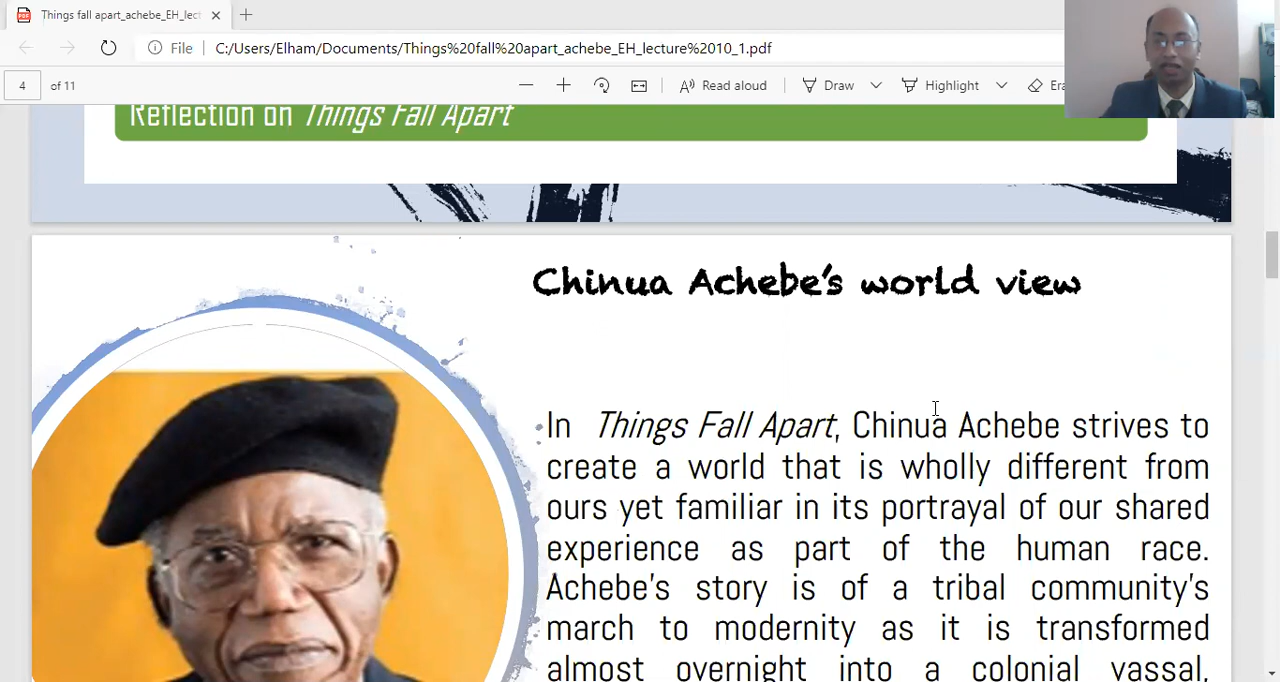 Things fall apart_achebe_EH_lect
File C:/Users/Elham/Documents/Things%20fall%20apart_achebe_EH_lecture%2010_1.pdf
4 of 11 Read aloud Draw Highlight Era
Reflection on Things Fall Apart
Chinua Achebe's world view
In Things Fall Apart, Chinua Achebe strives to
create a world that is wholly different from
ours yet familiar in its portrayal of our shared
experience as part of the human race.
Achebe's story is of a tribal community's
march to modernity as it is transformed
almost overnight into a colonial vassal,